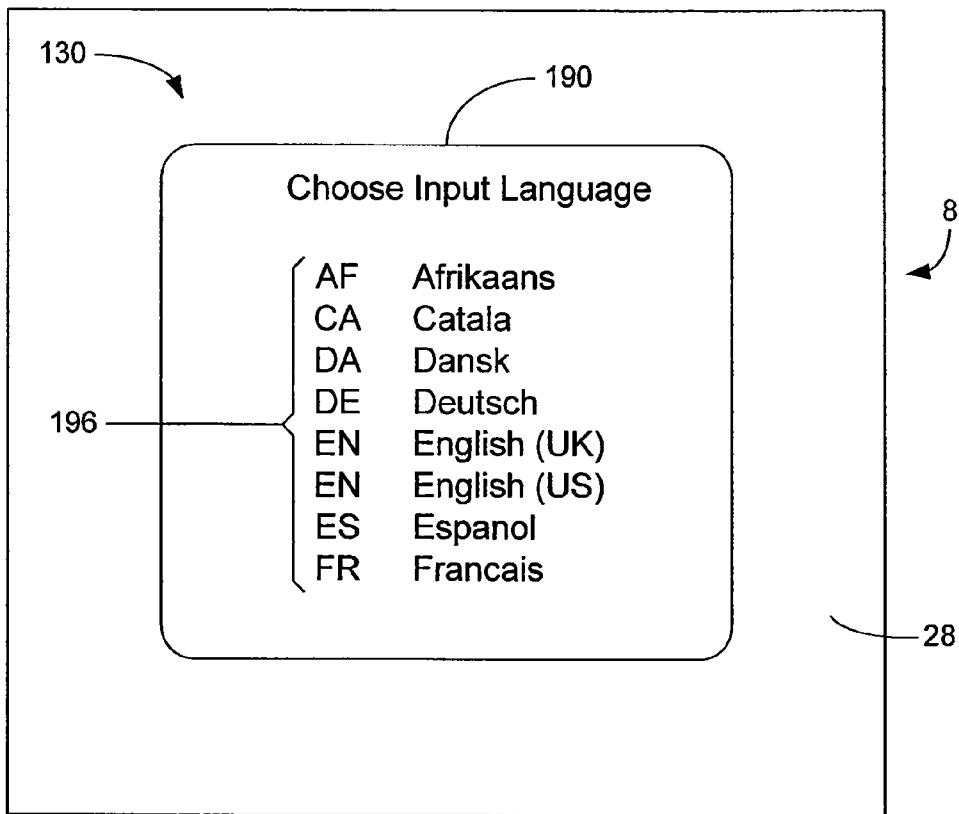 130
190
Choose Input Language
8
AF Afrikaans
CA Catala
DA Dansk
DE Deutsch
196
EN English (UK)
EN English (US)
ES Espanol
FR Francais
28